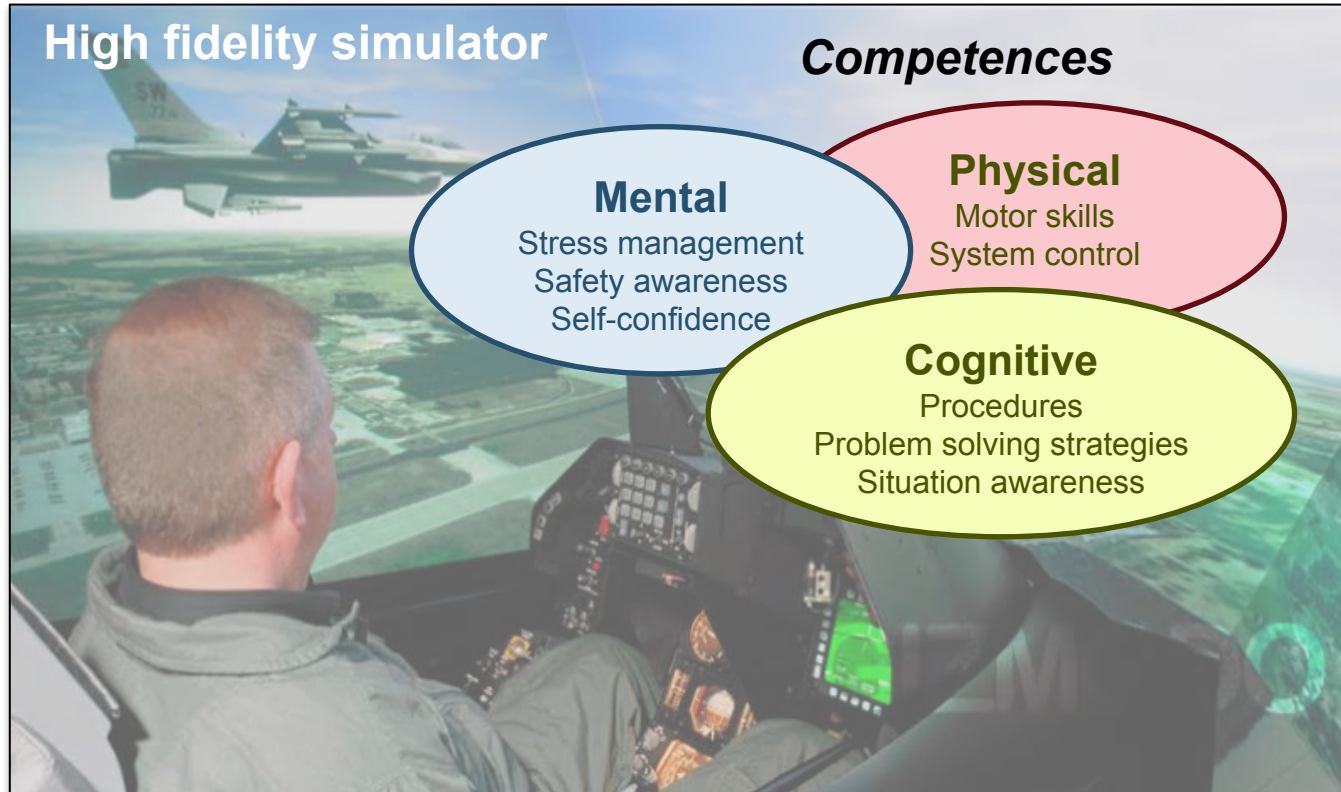 High fidelity simulator
Competences
Mental
Stress management
Safety awareness
Self-confidence
Physical
Motor skills
System control
Cognitive
Procedures
Problem solving strategies
Situation awareness
SW